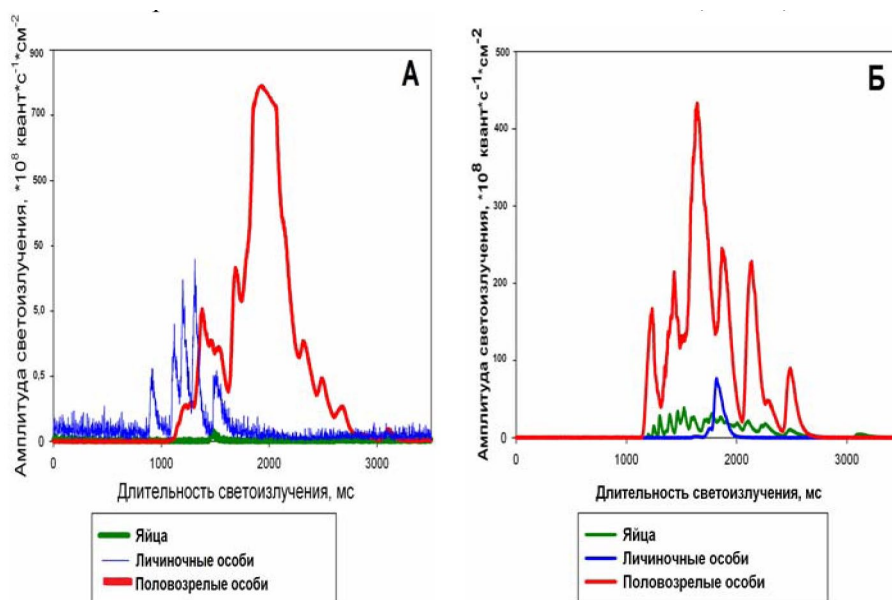 А
Амплитуда светоизлучения, *10⁸ квант*с⁻¹*см⁻²
900
700
500
50
5,0
0,5
0
0
1000
2000
3000
Длительность светоизлучения, мс
Яйца
Личиночные особи
Половозрелые особи
Б
Амплитуда светоизлучения, *10⁸ квант*с⁻¹*см⁻²
500
400
300
200
100
0
0
1000
2000
3000
Длительность светоизлучения, мс
Яйца
Личиночные особи
Половозрелые особи